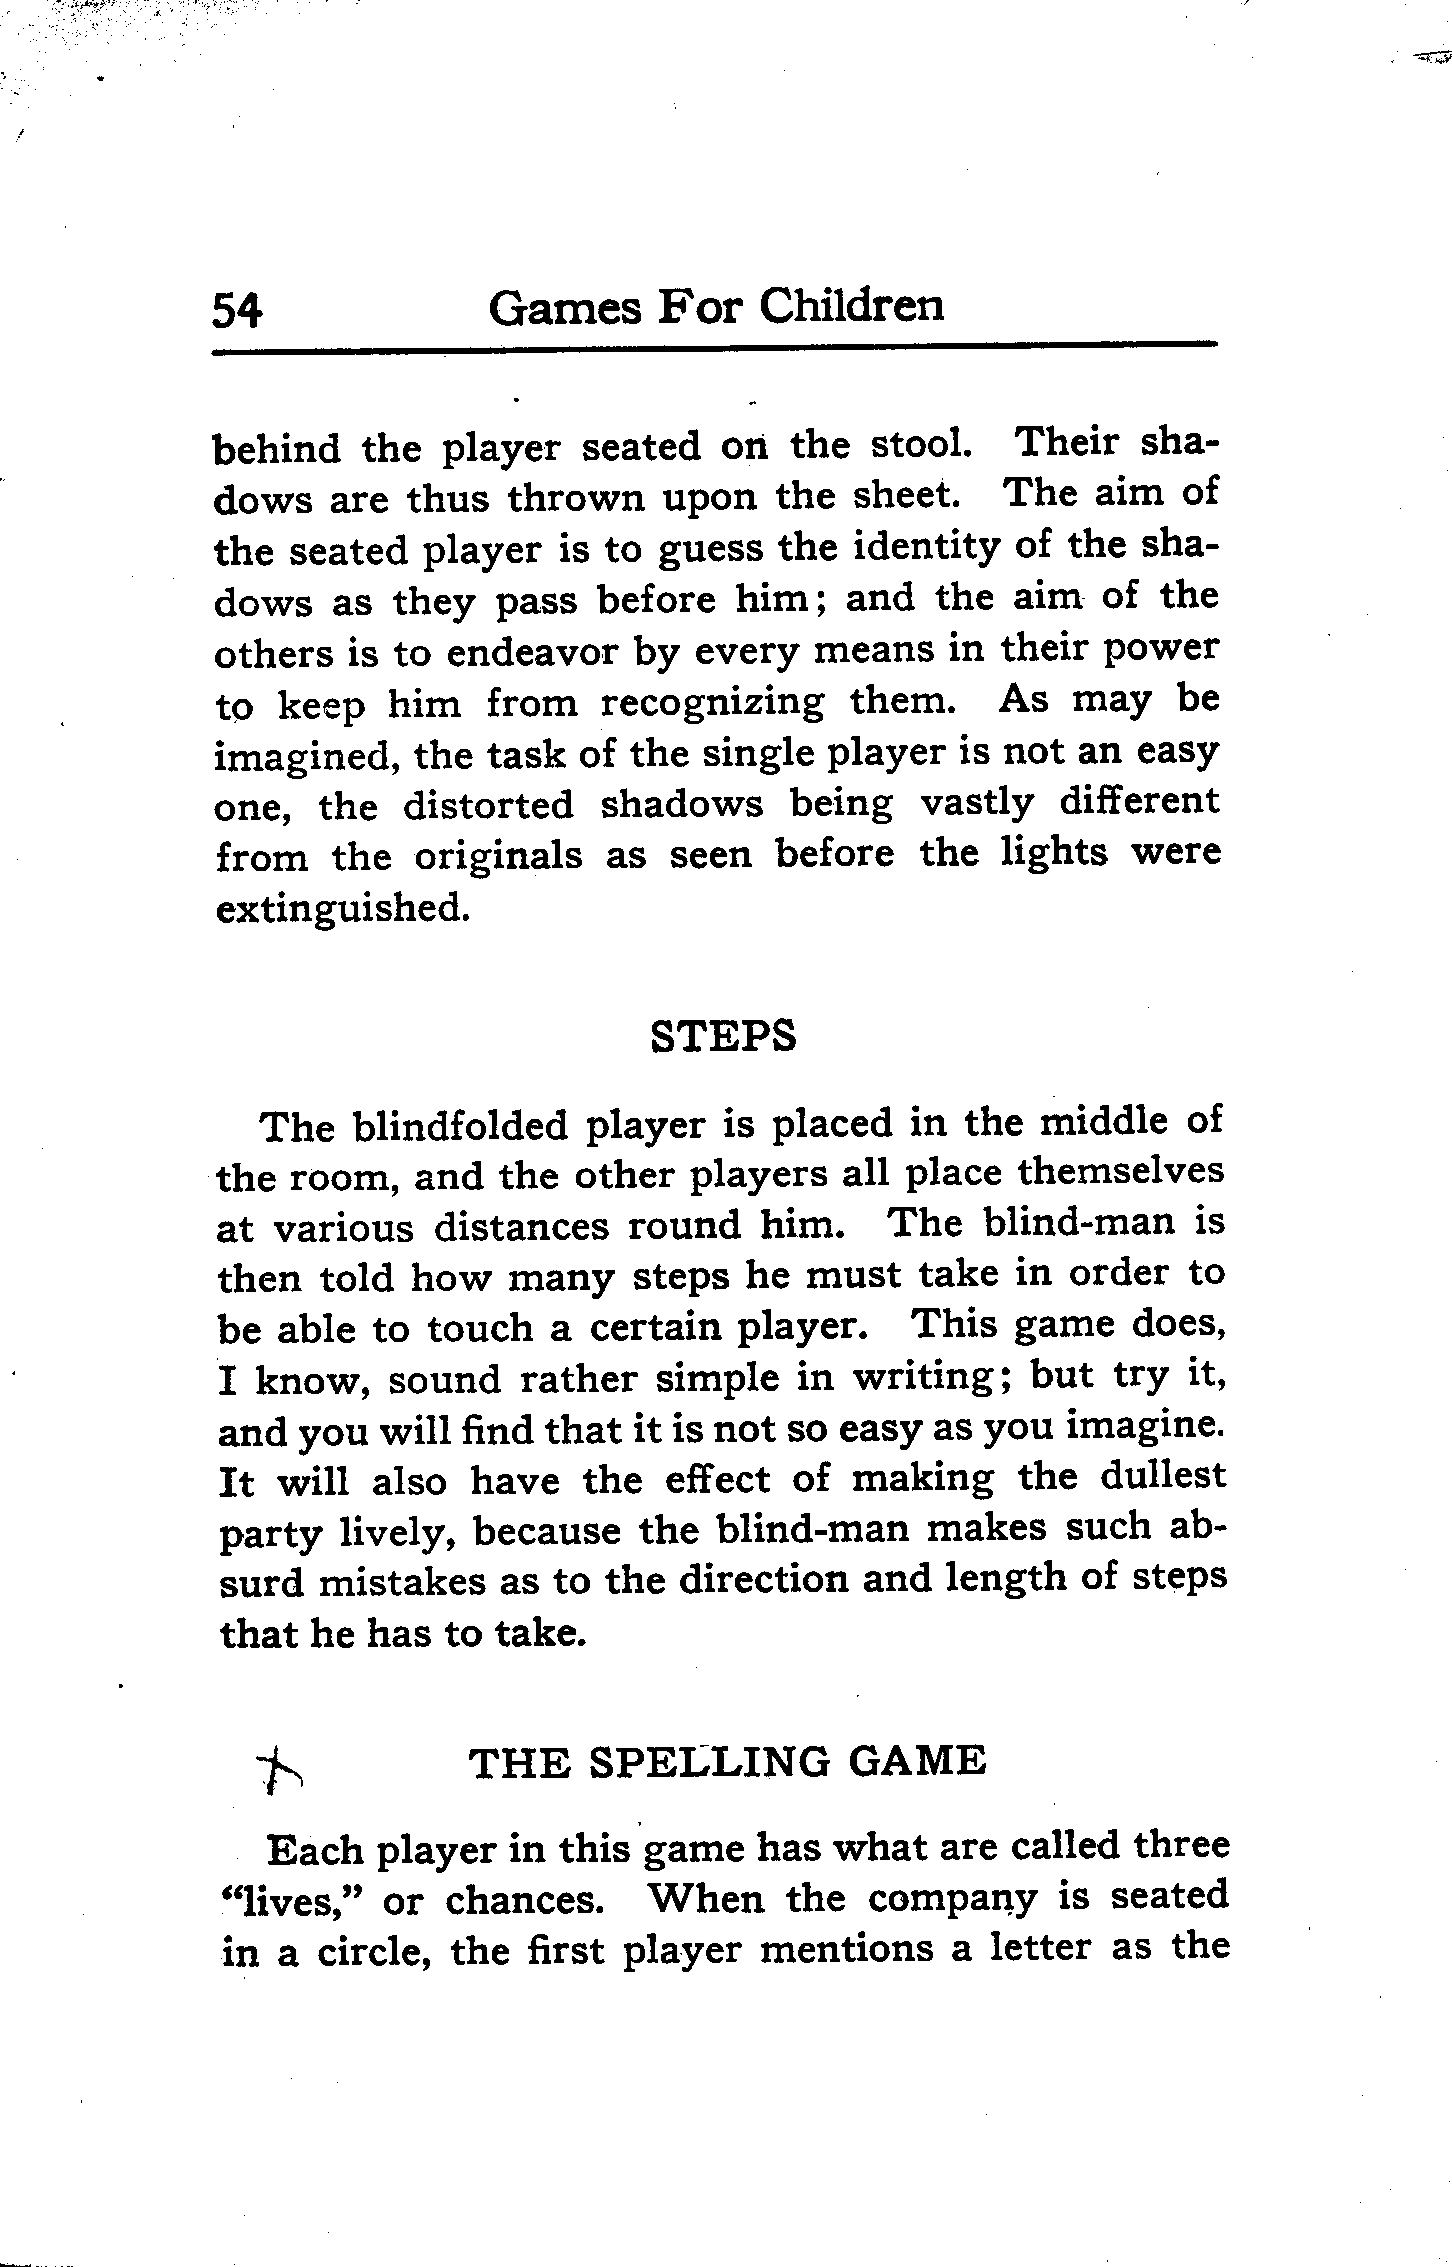 54 Games For Children
behind the player seated on the stool. Their sha-
dows are thus thrown upon the sheet. The aim of
the seated player is to guess the identity of the sha-
dows as they pass before him; and the aim of the
others is to endeavor by every means in their power
to keep him from recognizing them. As may be
imagined, the task of the single player is not an easy
one, the distorted shadows being vastly different
from the originals as seen before the lights were
extinguished.
STEPS
The blindfolded player is placed in the middle of
the room, and the other players all place themselves
at various distances round him. The blind-man is
then told how many steps he must take in order to
be able to touch a certain player. This game does,
I know, sound rather simple in writing; but try it,
and you will find that it is not so easy as you imagine.
It will also have the effect of making the dullest
party lively, because the blind-man makes such ab-
surd mistakes as to the direction and length of steps
that he has to take.
THE SPELLING GAME
Each player in this game has what are called three
“lives,” or chances. When the company is seated
in a circle, the first player mentions a letter as the